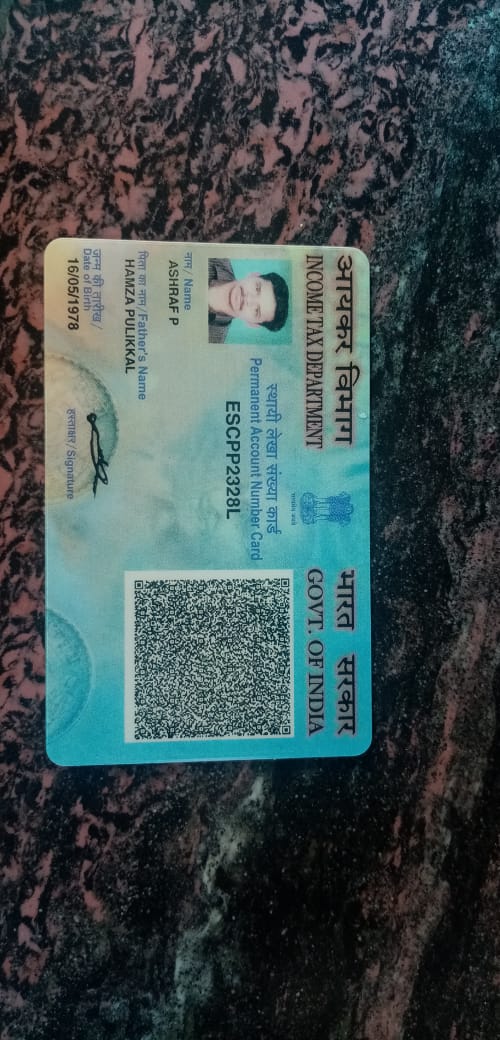 आयकर विभाग
INCOME TAX DEPARTMENT
भारत सरकार
GOVT. OF INDIA
सत्यमेव जयते
स्थायी लेखा संख्या कार्ड
Permanent Account Number Card
ESCPP2328L
नाम / Name
ASHRAF P
पिता का नाम / Father's Name
HAMZA PULIKKAL
जन्म की तारीख /
Date of Birth
16/05/1978
हस्ताक्षर / Signature